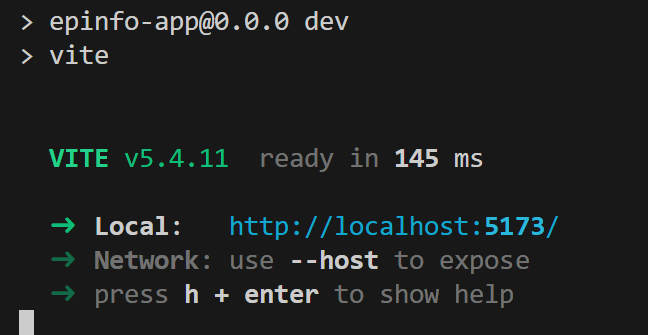 > epinfo-app@0.0.0 dev
> vite
VITE v5.4.11 ready in 145 ms
➜ Local: http://localhost:5173/
➜ Network: use --host to expose
➜ press h + enter to show help